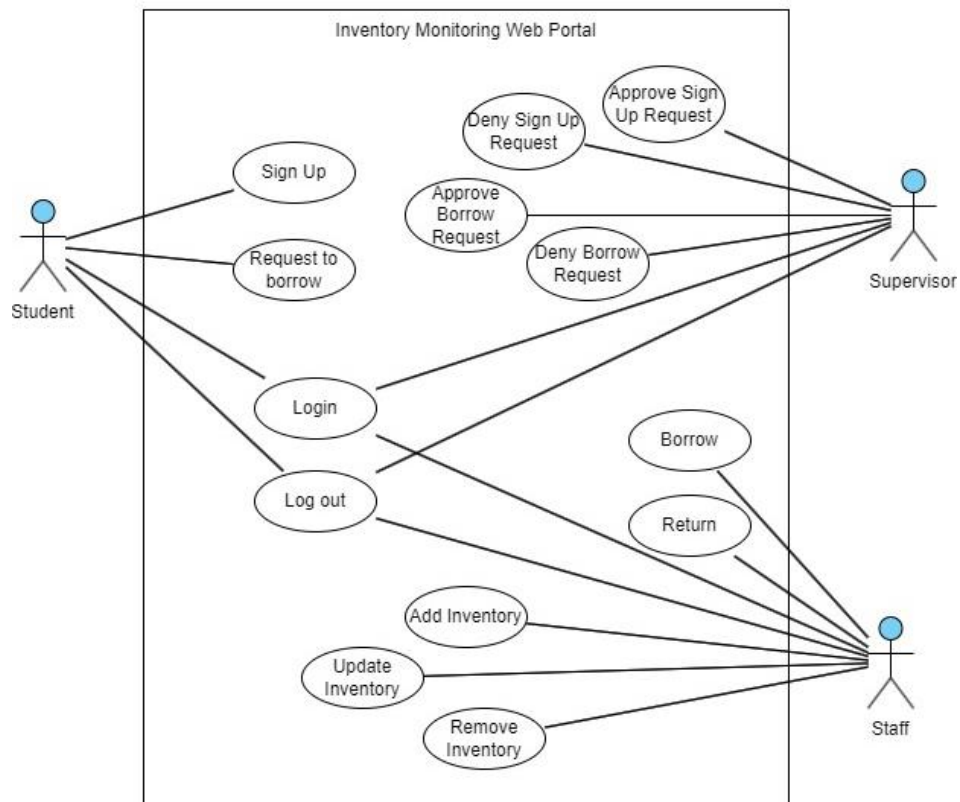 Inventory Monitoring Web Portal
Approve Sign
Up Request
Deny Sign Up
Request
Sign Up
Approve
Borrow
Request
Request to
borrow
Deny Borrow
Request
Student
Supervisor
Login
Borrow
Log out
Return
Add Inventory
Update
Inventory
Remove
Inventory
Staff